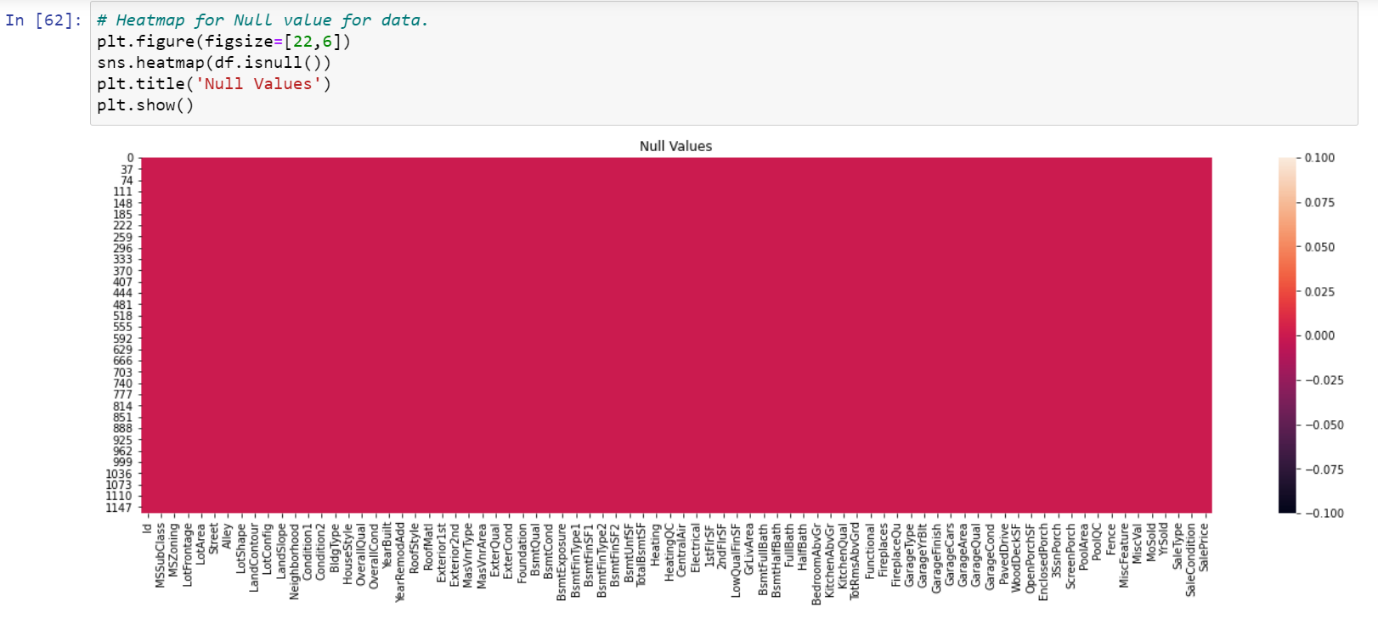 In [62]:
# Heatmap for Null value for data.
plt.figure(figsize=[22,6])
sns.heatmap(df.isnull())
plt.title('Null Values')
plt.show()
Null Values
0
37
74
111
148
185
222
259
296
333
370
407
444
481
518
555
592
629
666
703
740
777
814
851
888
925
962
999
1036
1073
1110
1147
Id
MSSubClass
MSZoning
LotFrontage
LotArea
Street
Alley
LotShape
LandContour
LotConfig
LandSlope
Neighborhood
Condition1
Condition2
BldgType
HouseStyle
OverallQual
OverallCond
YearBuilt
YearRemodAdd
RoofStyle
RoofMatl
Exterior1st
Exterior2nd
MasVnrType
MasVnrArea
ExterQual
ExterCond
Foundation
BsmtQual
BsmtCond
BsmtExposure
BsmtFinType1
BsmtFinSF1
BsmtFinType2
BsmtFinSF2
BsmtUnfSF
TotalBsmtSF
Heating
HeatingQC
CentralAir
Electrical
1stFlrSF
2ndFlrSF
LowQualFinSF
GrLivArea
BsmtFullBath
BsmtHalfBath
FullBath
HalfBath
BedroomAbvGr
KitchenAbvGr
KitchenQual
TotRmsAbvGrd
Functional
Fireplaces
FireplaceQu
GarageType
GarageYrBlt
GarageFinish
GarageCars
GarageArea
GarageQual
GarageCond
PavedDrive
WoodDeckSF
OpenPorchSF
EnclosedPorch
3SsnPorch
ScreenPorch
PoolArea
PoolQC
Fence
MiscFeature
MiscVal
MoSold
YrSold
SaleType
SaleCondition
SalePrice
0.100
0.075
0.050
0.025
0.000
−0.025
−0.050
−0.075
−0.100